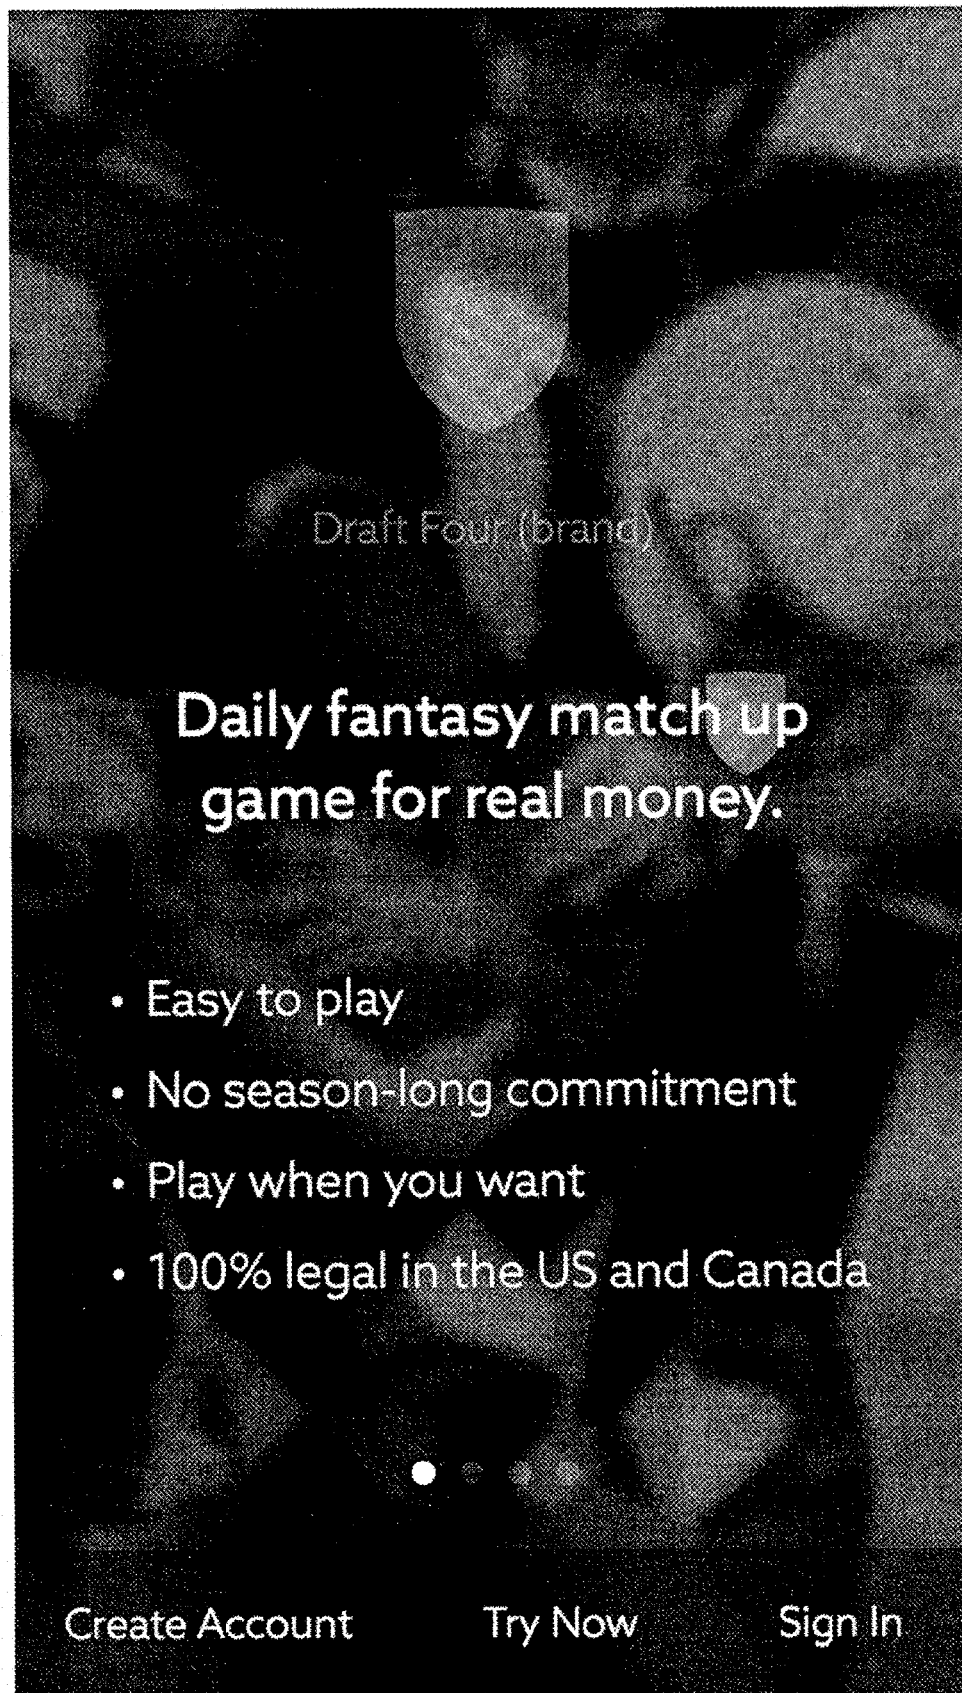 Draft Four (brand)
Daily fantasy match up
game for real money.
• Easy to play
• No season-long commitment
• Play when you want
• 100% legal in the US and Canada
Create Account Try Now Sign In